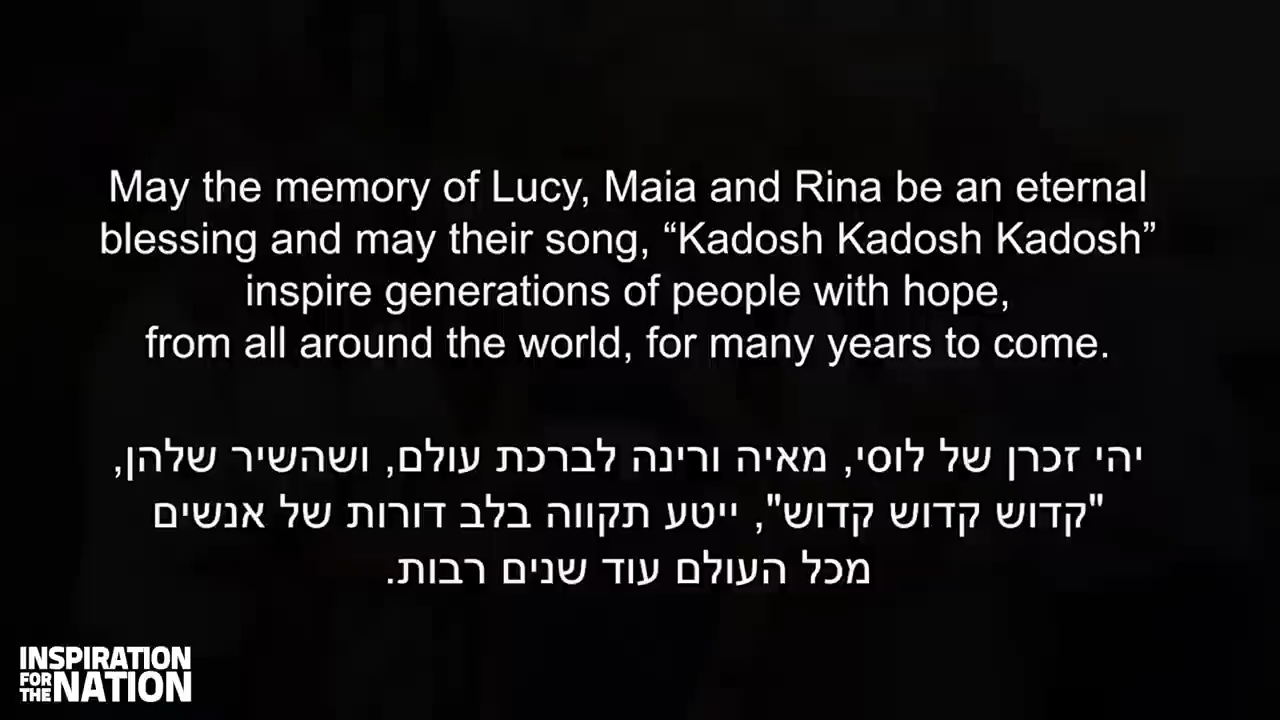 May the memory of Lucy, Maia and Rina be an eternal
blessing and may their song, “Kadosh Kadosh Kadosh”
inspire generations of people with hope,
from all around the world, for many years to come.
יהי זכרן של לוסי, מאיה ורינה לברכת עולם, ושהשיר שלהן,
"קדוש קדוש קדוש", ייטע תקווה בלב דורות של אנשים
מכל העולם עוד שנים רבות.
INSPIRATION
FOR THE NATION